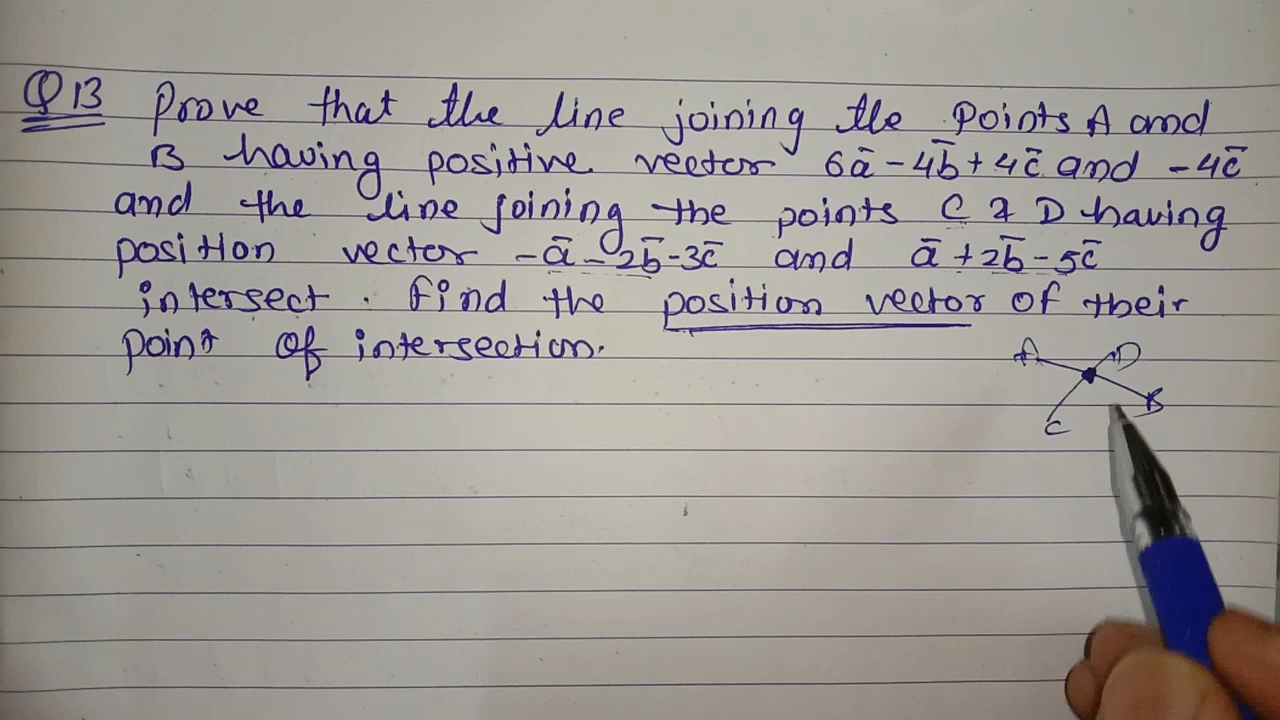 Q13 Prove that the line joining the points A and
B having positive vector 6a̅ - 4b̅ + 4c̅ and -4c̅
and the line joining the points C & D having
position vector -a̅ - 2b̅ - 3c̅ and a̅ + 2b̅ - 5c̅
intersect. Find the position vector of their
point of intersection.
A D
B
C